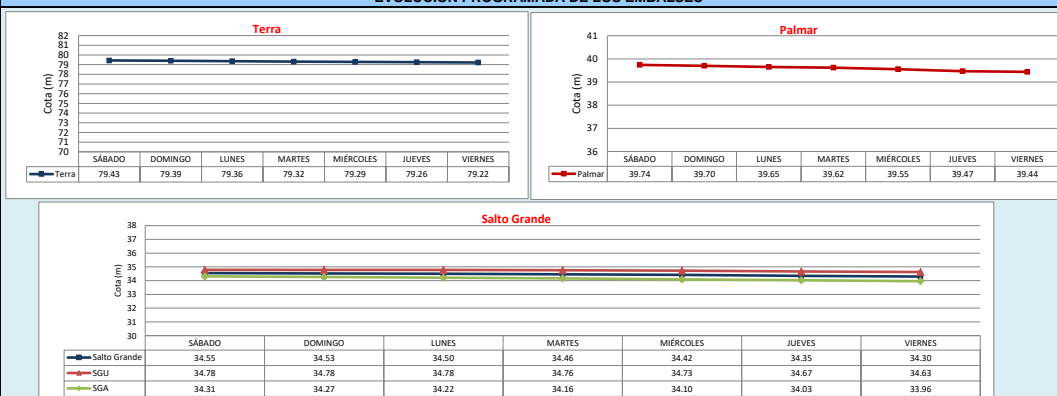 EVOLUCIÓN PROGRAMADA DE LOS EMBALSES
Terra
82
81
80
79
78
77
76
75
74
73
72
71
70
Cota (m)
SÁBADO DOMINGO LUNES MARTES MIÉRCOLES JUEVES VIERNES
Terra 79.43 79.39 79.36 79.32 79.29 79.26 79.22
Palmar
41
40
39
38
37
36
Cota (m)
SÁBADO DOMINGO LUNES MARTES MIÉRCOLES JUEVES VIERNES
Palmar 39.74 39.70 39.65 39.62 39.55 39.47 39.44
Salto Grande
38
37
36
35
34
33
32
31
30
Cota (m)
SÁBADO DOMINGO LUNES MARTES MIÉRCOLES JUEVES VIERNES
Salto Grande 34.55 34.53 34.50 34.46 34.42 34.35 34.30
SGU 34.78 34.78 34.78 34.76 34.73 34.67 34.63
SGA 34.31 34.27 34.22 34.16 34.10 34.03 33.96